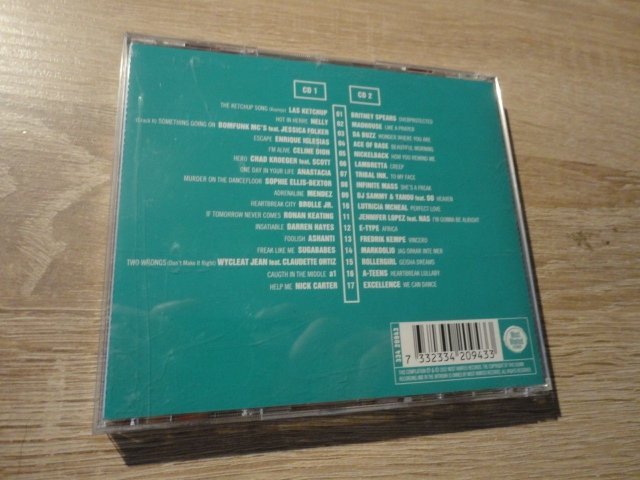 CD 1
CD 2
THE KETCHUP SONG (Asereje) LAS KETCHUP 01 BRITNEY SPEARS OVERPROTECTED
HOT IN HERRE NELLY 02 MADHOUSE LIKE A PRAYER
(Crack It) SOMETHING GOING ON BOMFUNK MC'S feat. JESSICA FOLKER 03 DA BUZZ WONDER WHERE YOU ARE
ESCAPE ENRIQUE IGLESIAS 04 ACE OF BASE BEAUTIFUL MORNING
I'M ALIVE CELINE DION 05 NICKELBACK HOW YOU REMIND ME
HERO CHAD KROEGER feat. SCOTT 06 LAMBRETTA CREEP
ONE DAY IN YOUR LIFE ANASTACIA 07 TRIBAL INK. TO MY FACE
MURDER ON THE DANCEFLOOR SOPHIE ELLIS-BEXTOR 08 INFINITE MASS SHE'S A FREAK
ADRENALINE MENDEZ 09 DJ SAMMY & YANOU feat. DO HEAVEN
HEARTBREAK CITY BROLLE JR. 10 LUTRICIA MCNEAL PERFECT LOVE
IF TOMORROW NEVER COMES RONAN KEATING 11 JENNIFER LOPEZ feat. NAS I'M GONNA BE ALRIGHT
INSATIABLE DARREN HAYES 12 E-TYPE AFRICA
FOOLISH ASHANTI 13 FREDRIK KEMPE VINCERO
FREAK LIKE ME SUGABABES 14 MARKOOLIO JAG ORKAR INTE MER
TWO WRONGS (Don't Make It Right) WYCLEAT JEAN feat. CLAUDETTE ORTIZ 15 ROLLERGIRL GEISHA DREAMS
CAUGTH IN THE MIDDLE a1 16 A-TEENS HEARTBREAK LULLABY
HELP ME NICK CARTER 17 EXCELLENCE WE CAN DANCE
334 20943
7 332334 209433